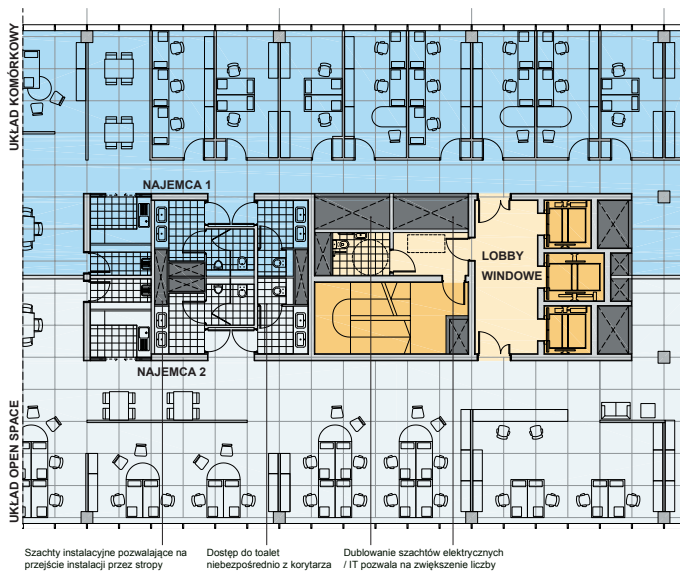 UKŁAD KOMÓRKOWY
NAJEMCA 1
LOBBY
WINDOWE
NAJEMCA 2
UKŁAD OPEN SPACE
Szachty instalacyjne pozwalające na
przejście instalacji przez stropy
Dostęp do toalet
niebezpośrednio z korytarza
Dublowanie szachtów elektrycznych
/ IT pozwala na zwiększenie liczby